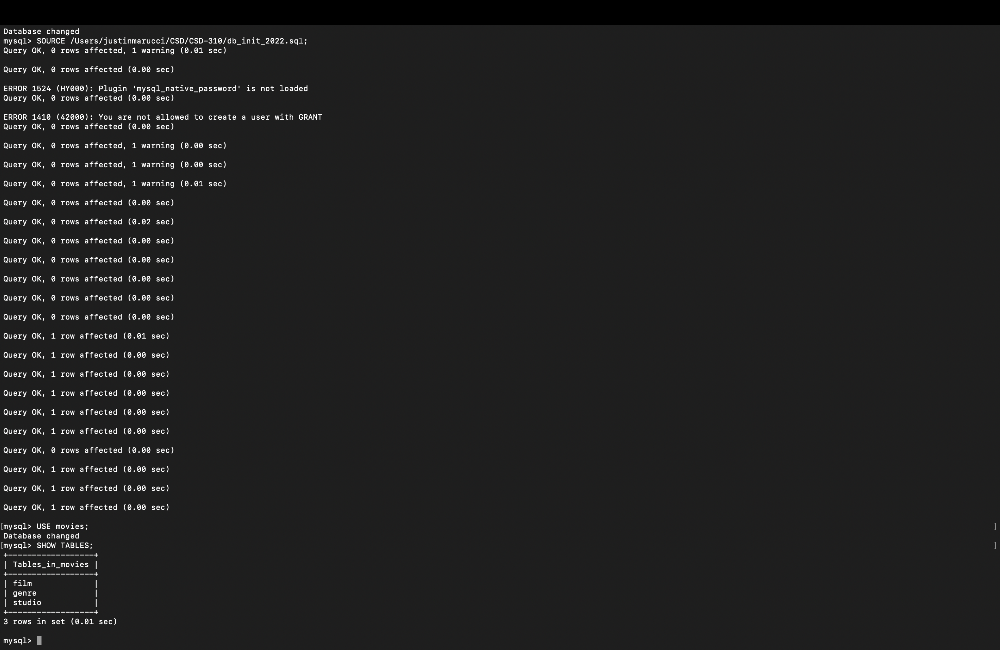 Database changed
mysql> SOURCE /Users/justinmarucci/CSD/CSD-310/db_init_2022.sql;
Query OK, 0 rows affected, 1 warning (0.01 sec)
Query OK, 0 rows affected (0.00 sec)
ERROR 1524 (HY000): Plugin 'mysql_native_password' is not loaded
Query OK, 0 rows affected (0.00 sec)
ERROR 1410 (42000): You are not allowed to create a user with GRANT
Query OK, 0 rows affected (0.00 sec)
Query OK, 0 rows affected, 1 warning (0.00 sec)
Query OK, 0 rows affected, 1 warning (0.00 sec)
Query OK, 0 rows affected, 1 warning (0.01 sec)
Query OK, 0 rows affected (0.00 sec)
Query OK, 0 rows affected (0.02 sec)
Query OK, 0 rows affected (0.00 sec)
Query OK, 0 rows affected (0.00 sec)
Query OK, 0 rows affected (0.00 sec)
Query OK, 0 rows affected (0.00 sec)
Query OK, 0 rows affected (0.00 sec)
Query OK, 1 row affected (0.01 sec)
Query OK, 1 row affected (0.00 sec)
Query OK, 1 row affected (0.00 sec)
Query OK, 1 row affected (0.00 sec)
Query OK, 1 row affected (0.00 sec)
Query OK, 1 row affected (0.00 sec)
Query OK, 0 rows affected (0.00 sec)
Query OK, 1 row affected (0.00 sec)
Query OK, 1 row affected (0.00 sec)
Query OK, 1 row affected (0.00 sec)
[mysql> USE movies; ]
Database changed
[mysql> SHOW TABLES; ]
+------------------+
| Tables_in_movies |
+------------------+
| film             |
| genre            |
| studio           |
+------------------+
3 rows in set (0.01 sec)
mysql>